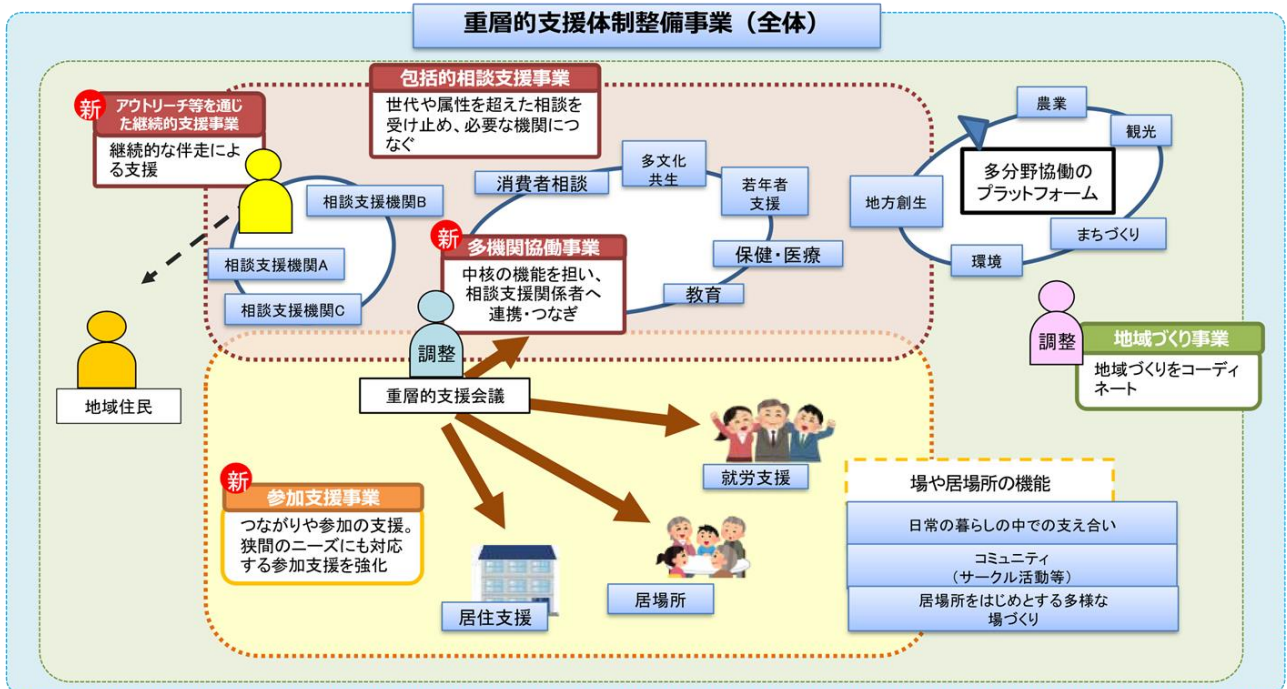 重層的支援体制整備事業（全体）
新
アウトリーチ等を通じ
た継続的支援事業
継続的な伴走によ
る支援
包括的相談支援事業
世代や属性を超えた相談を
受け止め、必要な機関につ
なぐ
相談支援機関B
相談支援機関A
相談支援機関C
地域住民
消費者相談
多文化
共生
若年者
支援
保健・医療
教育
新
多機関協働事業
中核の機能を担い、
相談支援関係者へ
連携・つなぎ
調整
重層的支援会議
農業
観光
多分野協働の
プラットフォーム
地方創生
まちづくり
環境
調整
地域づくり事業
地域づくりをコーディ
ネート
新
参加支援事業
つながりや参加の支援。
狭間のニーズにも対応
する参加支援を強化
就労支援
居場所
居住支援
場や居場所の機能
日常の暮らしの中での支え合い
コミュニティ
（サークル活動等）
居場所をはじめとする多様な
場づくり